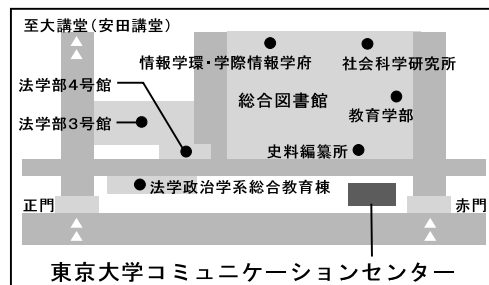 至大講堂(安田講堂)
情報学環・学際情報学府
社会科学研究所
法学部4号館
総合図書館
教育学部
法学部3号館
史料編纂所
法学政治学系総合教育棟
正門
赤門
東京大学コミュニケーションセンター